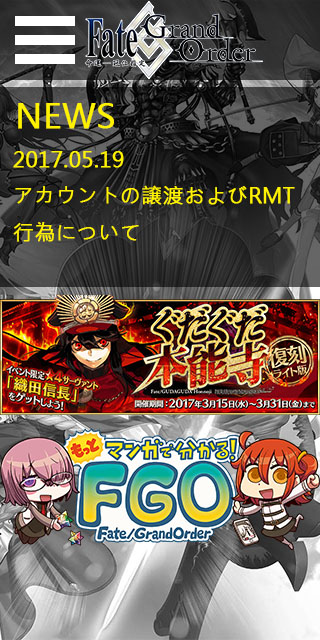 Fate Grand Order
NEWS
2017.05.19
アカウントの譲渡およびRMT
行為について
ぐだぐだ
本能寺
復刻
ライト版
イベント限定★4サーヴァント
「織田信長」
をゲットしよう!
開催期間：2017年3月15日(水)～3月31日(金)まで
もっと
マンガで分かる!
FGO
Fate/GrandOrder